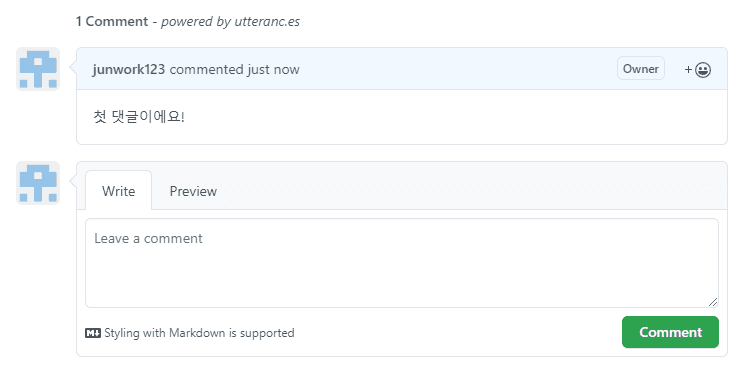 1 Comment - powered by utteranc.es
junwork123 commented just now Owner +
첫 댓글이에요!
Write Preview
Leave a comment
Styling with Markdown is supported Comment